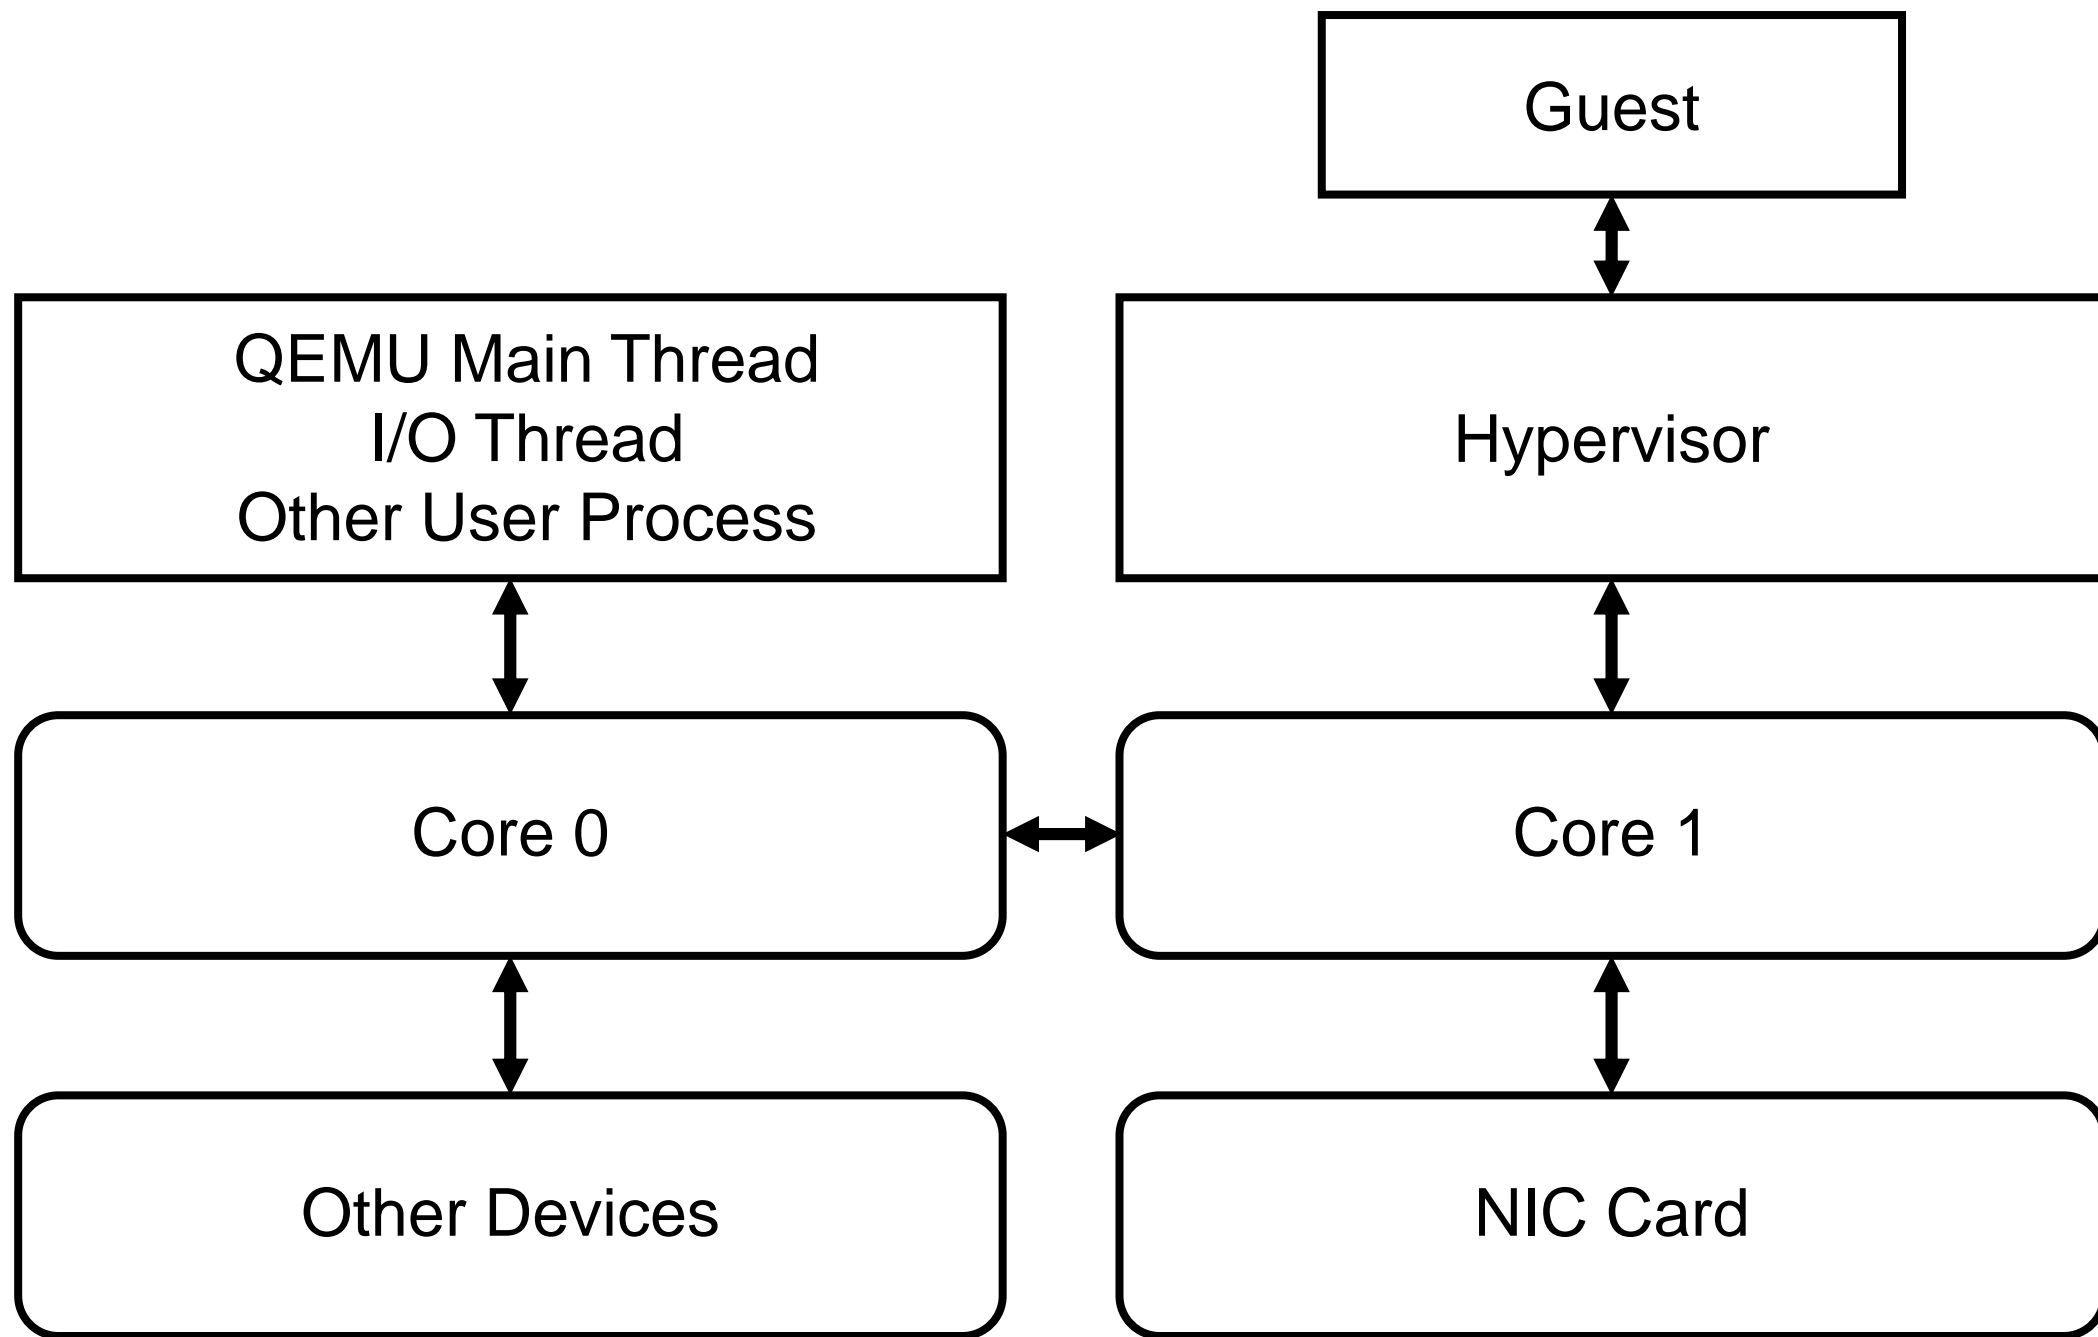 Guest
QEMU Main Thread
I/O Thread
Other User Process
Hypervisor
Core 0
Core 1
Other Devices
NIC Card